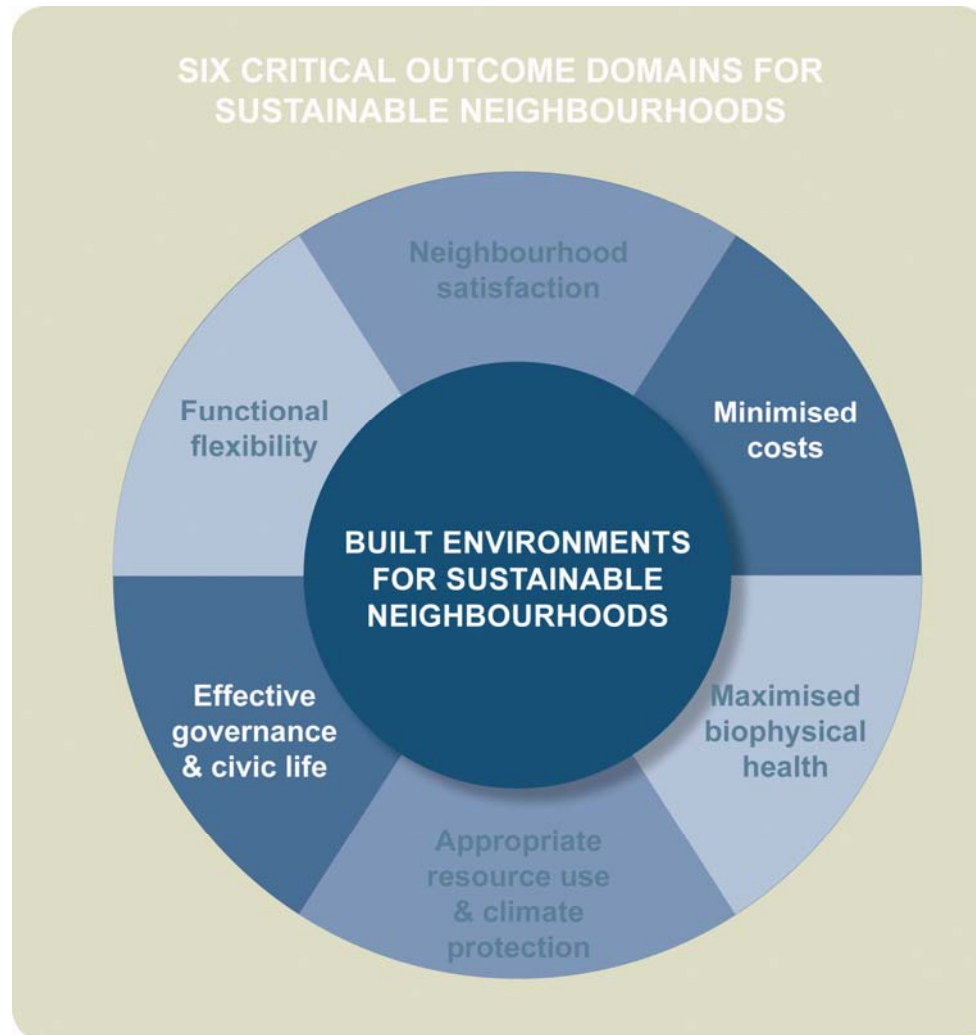 SIX CRITICAL OUTCOME DOMAINS FOR
SUSTAINABLE NEIGHBOURHOODS
Neighbourhood
satisfaction
Minimised
costs
Maximised
biophysical
health
Appropriate
resource use
& climate
protection
Effective
governance
& civic life
Functional
flexibility
BUILT ENVIRONMENTS
FOR SUSTAINABLE
NEIGHBOURHOODS